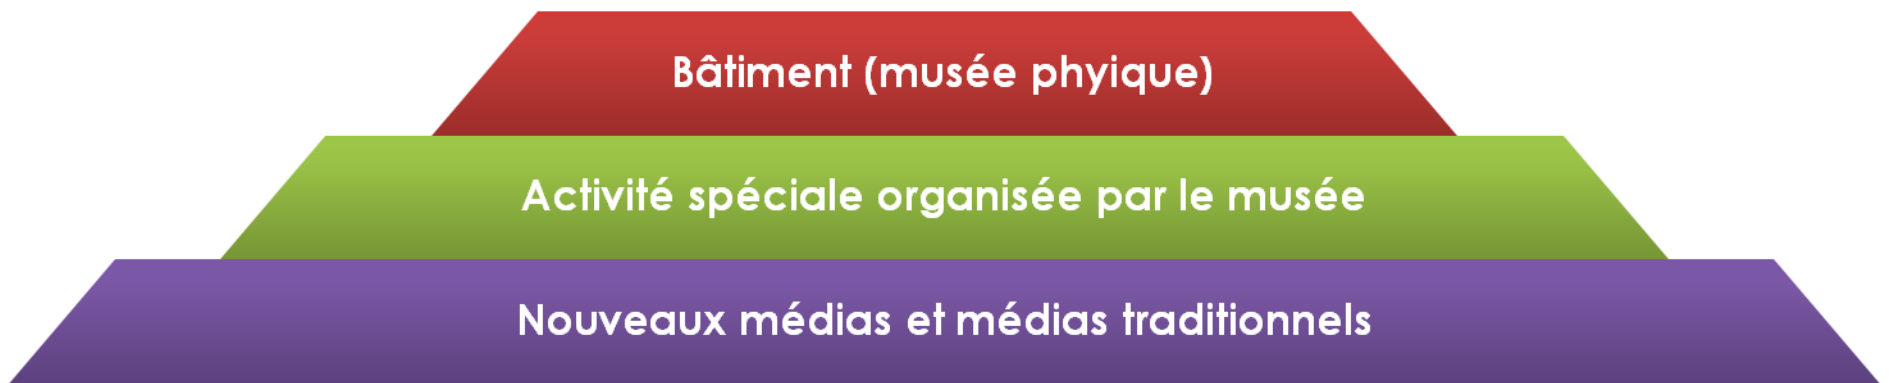 Bâtiment (musée phyique)
Activité spéciale organisée par le musée
Nouveaux médias et médias traditionnels